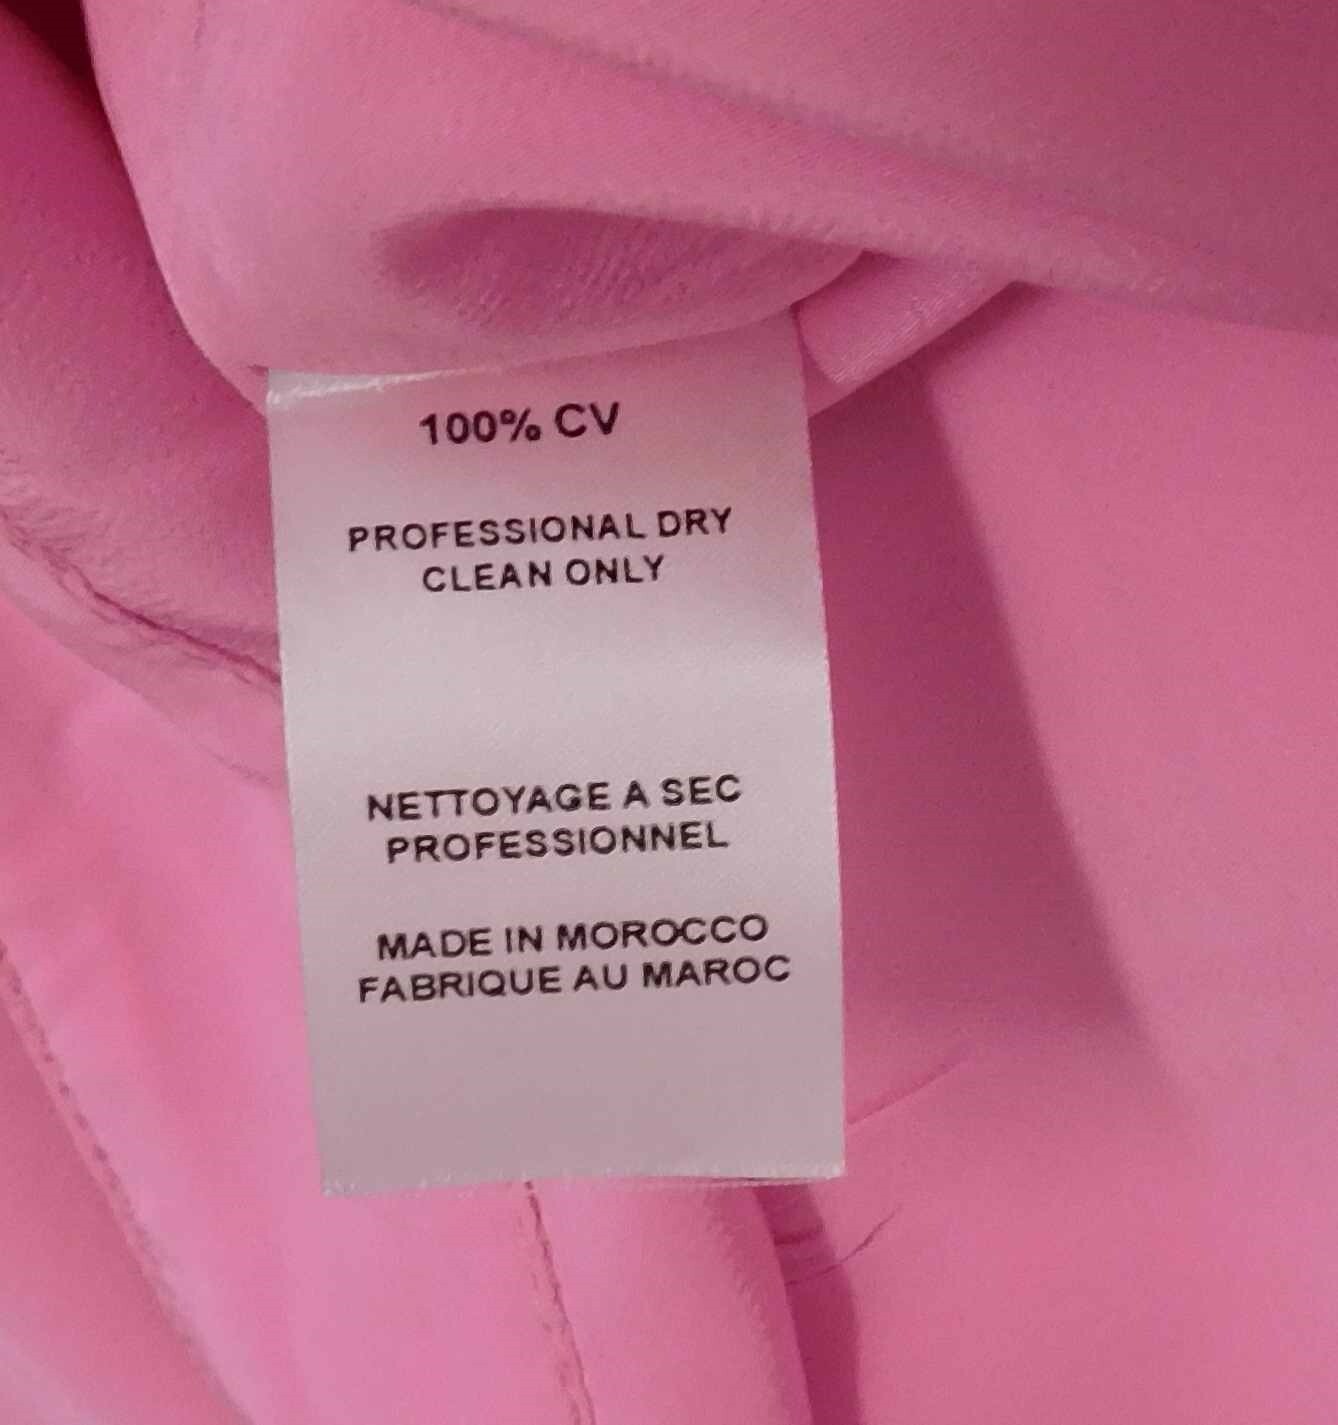 100% CV
PROFESSIONAL DRY
CLEAN ONLY
NETTOYAGE A SEC
PROFESSIONNEL
MADE IN MOROCCO
FABRIQUE AU MAROC